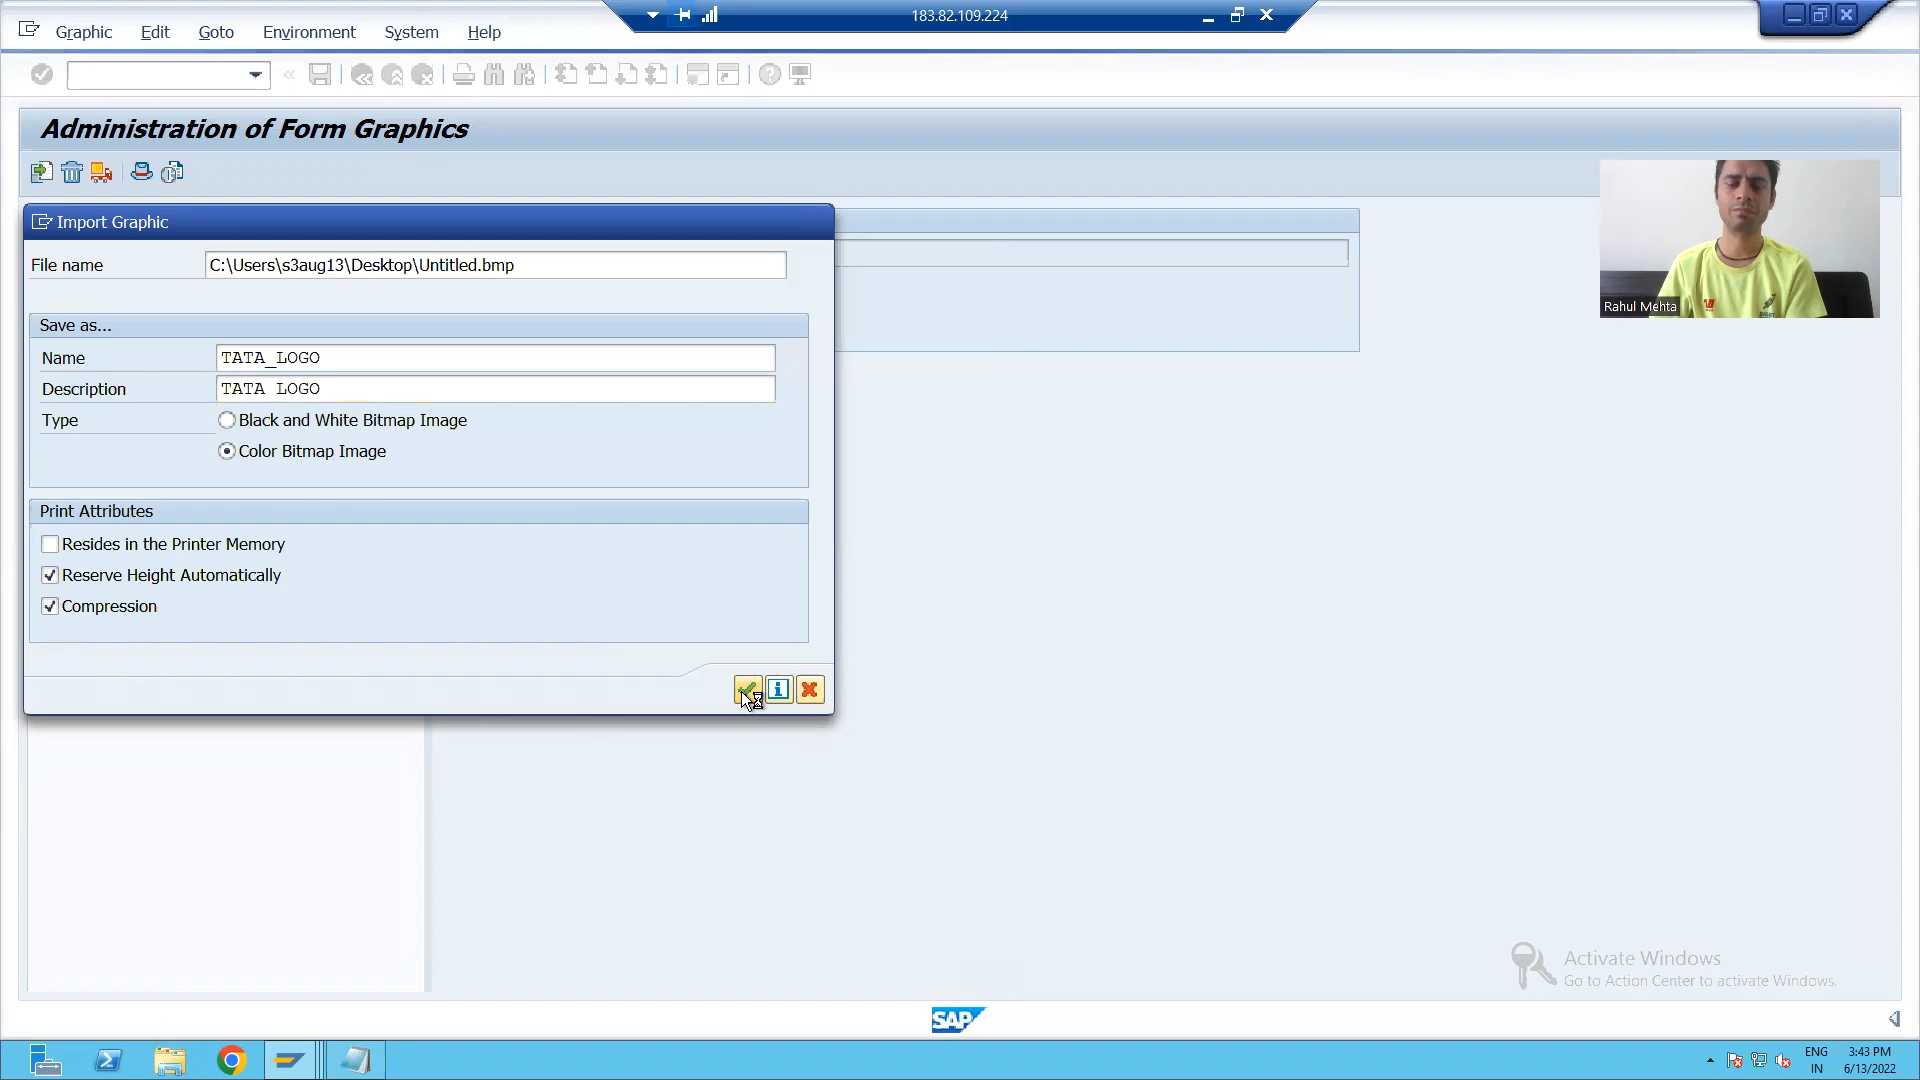 183.82.109.224
Graphic Edit Goto Environment System Help
Administration of Form Graphics
Import Graphic
File name C:\Users\s3aug13\Desktop\Untitled.bmp
Save as...
Name TATA_LOGO
Description TATA LOGO
Type Black and White Bitmap Image
Color Bitmap Image
Print Attributes
Resides in the Printer Memory
Reserve Height Automatically
Compression
Rahul Mehta
Activate Windows
Go to Action Center to activate Windows.
SAP
ENG 3:43 PM
IN 6/13/2022